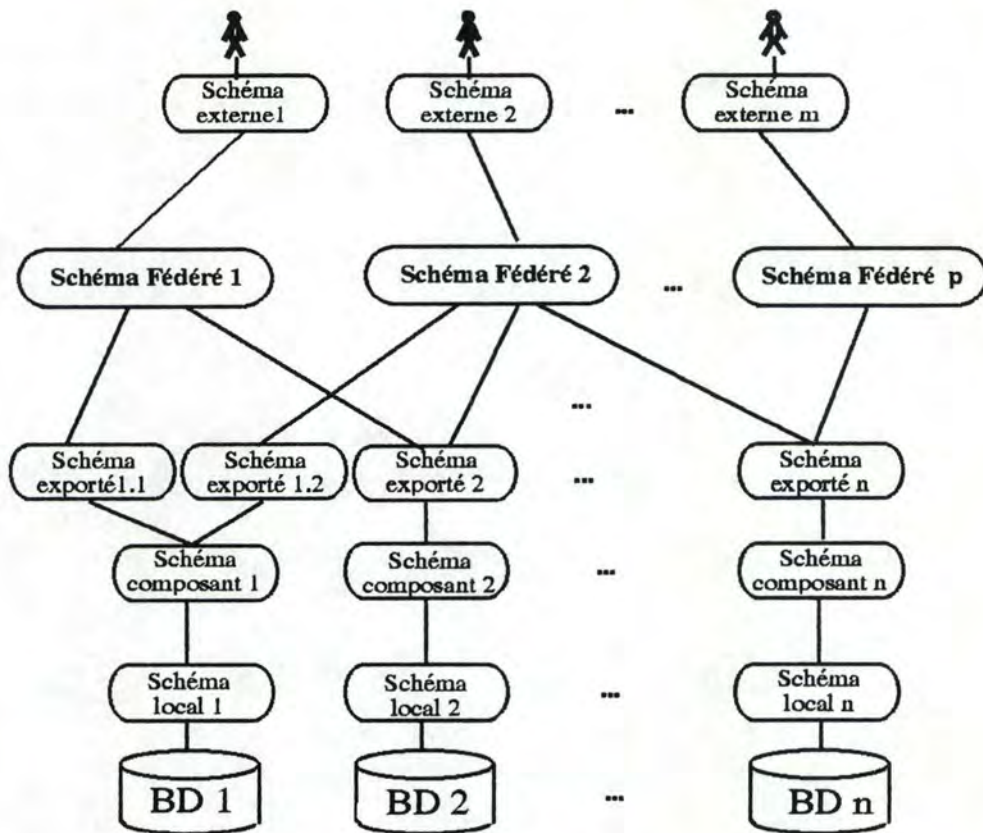 Schéma
externe1
Schéma
externe 2
...
Schéma
externe m
Schéma Fédéré 1
Schéma Fédéré 2
...
Schéma Fédéré p
...
Schéma
exporté1.1
Schéma
exporté 1.2
Schéma
exporté 2
...
Schéma
exporté n
Schéma
composant 1
Schéma
composant 2
...
Schéma
composant n
Schéma
local 1
Schéma
local 2
...
Schéma
local n
BD 1
BD 2
...
BD n